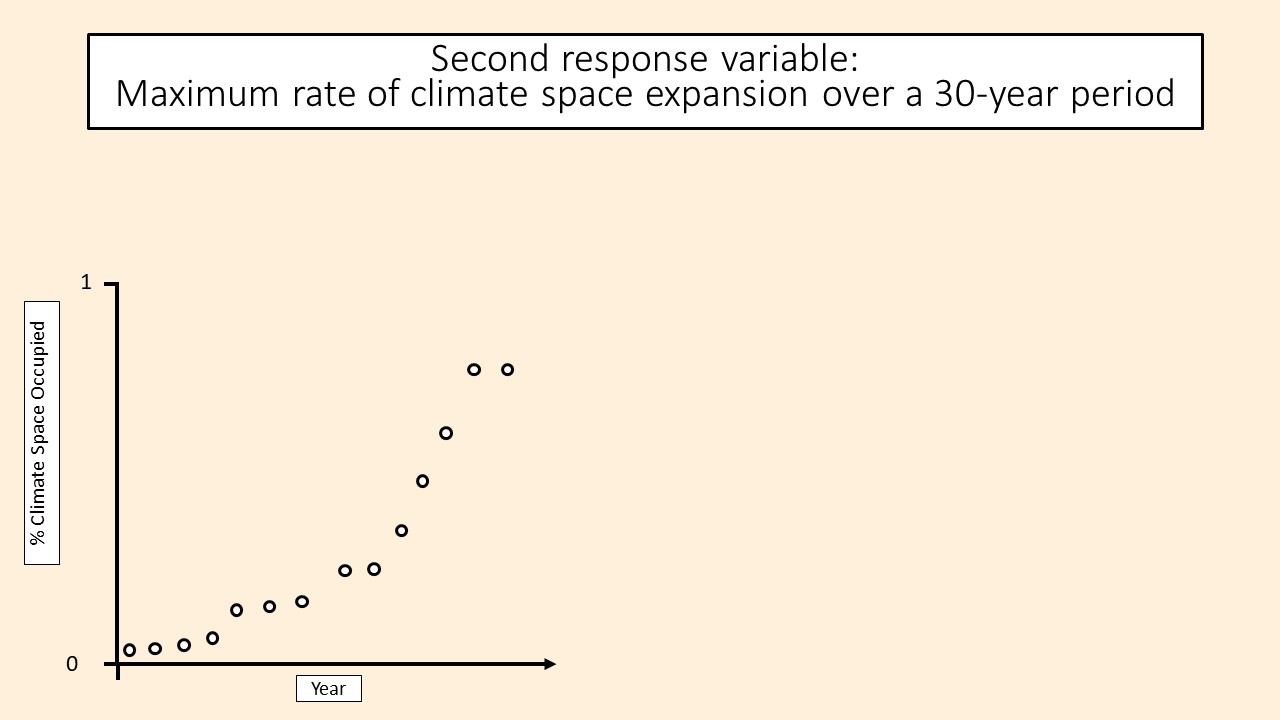 Second response variable:
Maximum rate of climate space expansion over a 30-year period
1
% Climate Space Occupied
0
Year